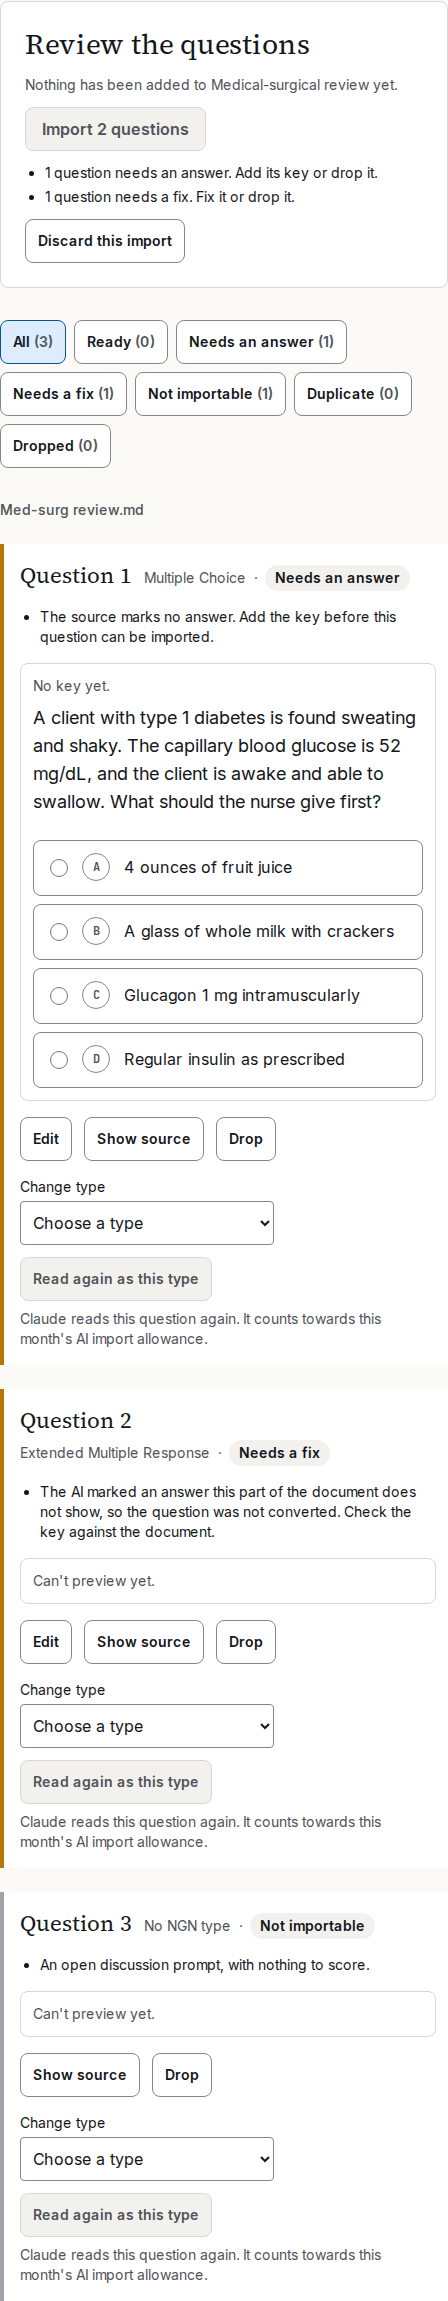 Review the questions
Nothing has been added to Medical-surgical review yet.
Import 2 questions
1 question needs an answer. Add its key or drop it.
1 question needs a fix. Fix it or drop it.
Discard this import
All (3)
Ready (0)
Needs an answer (1)
Needs a fix (1)
Not importable (1)
Duplicate (0)
Dropped (0)
Med-surg review.md
Question 1 Multiple Choice · Needs an answer
The source marks no answer. Add the key before this
question can be imported.
No key yet.
A client with type 1 diabetes is found sweating
and shaky. The capillary blood glucose is 52
mg/dL, and the client is awake and able to
swallow. What should the nurse give first?
A 4 ounces of fruit juice
B A glass of whole milk with crackers
C Glucagon 1 mg intramuscularly
D Regular insulin as prescribed
Edit
Show source
Drop
Change type
Choose a type
Read again as this type
Claude reads this question again. It counts towards this
month's AI import allowance.
Question 2
Extended Multiple Response · Needs a fix
The AI marked an answer this part of the document does
not show, so the question was not converted. Check the
key against the document.
Can't preview yet.
Edit
Show source
Drop
Change type
Choose a type
Read again as this type
Claude reads this question again. It counts towards this
month's AI import allowance.
Question 3 No NGN type · Not importable
An open discussion prompt, with nothing to score.
Can't preview yet.
Show source
Drop
Change type
Choose a type
Read again as this type
Claude reads this question again. It counts towards this
month's AI import allowance.